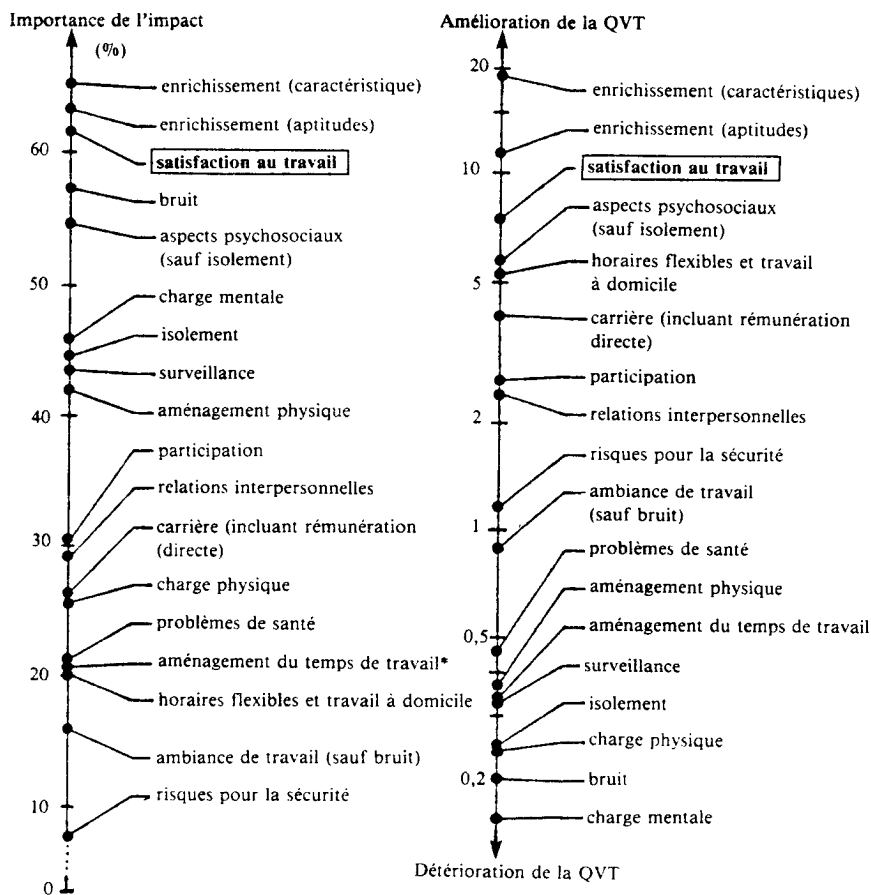 Importance de l'impact
(%)
enrichissement (caractéristique)
enrichissement (aptitudes)
60
satisfaction au travail
bruit
aspects psychosociaux
(sauf isolement)
50
charge mentale
isolement
surveillance
aménagement physique
40
participation
relations interpersonnelles
carrière (incluant rémunération
(directe)
30
charge physique
problèmes de santé
aménagement du temps de travail*
20
horaires flexibles et travail à domicile
ambiance de travail (sauf bruit)
risques pour la sécurité
10
0
Amélioration de la QVT
20
enrichissement (caractéristiques)
enrichissement (aptitudes)
10
satisfaction au travail
aspects psychosociaux
(sauf isolement)
horaires flexibles et travail
à domicile
5
carrière (incluant rémunération
directe)
participation
relations interpersonnelles
2
risques pour la sécurité
ambiance de travail
(sauf bruit)
1
problèmes de santé
aménagement physique
aménagement du temps de travail
0,5
surveillance
isolement
charge physique
0,2
bruit
charge mentale
Détérioration de la QVT